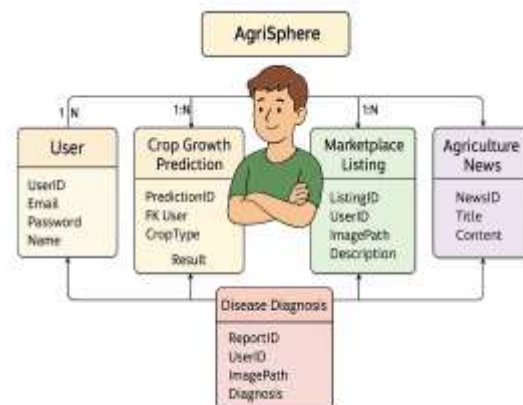 AgriSphere
1 N
1:N
1:N
User
UserID
Email
Password
Name
Crop Growth
Prediction
PredictionID
FK User
CropType
Result
Marketplace
Listing
ListingID
UserID
ImagePath
Description
Agriculture
News
NewsID
Title
Content
Disease Diagnosis
ReportID
UserID
ImagePath
Diagnosis